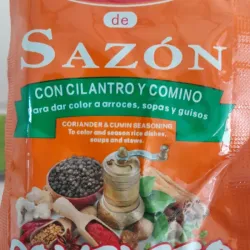 de
SAZÓN
CON CILANTRO Y COMINO
Para dar color a arroces, sopas y guisos
CORIANDER & CUMIN SEASONING
To color and season rice dishes,
soups and stews.